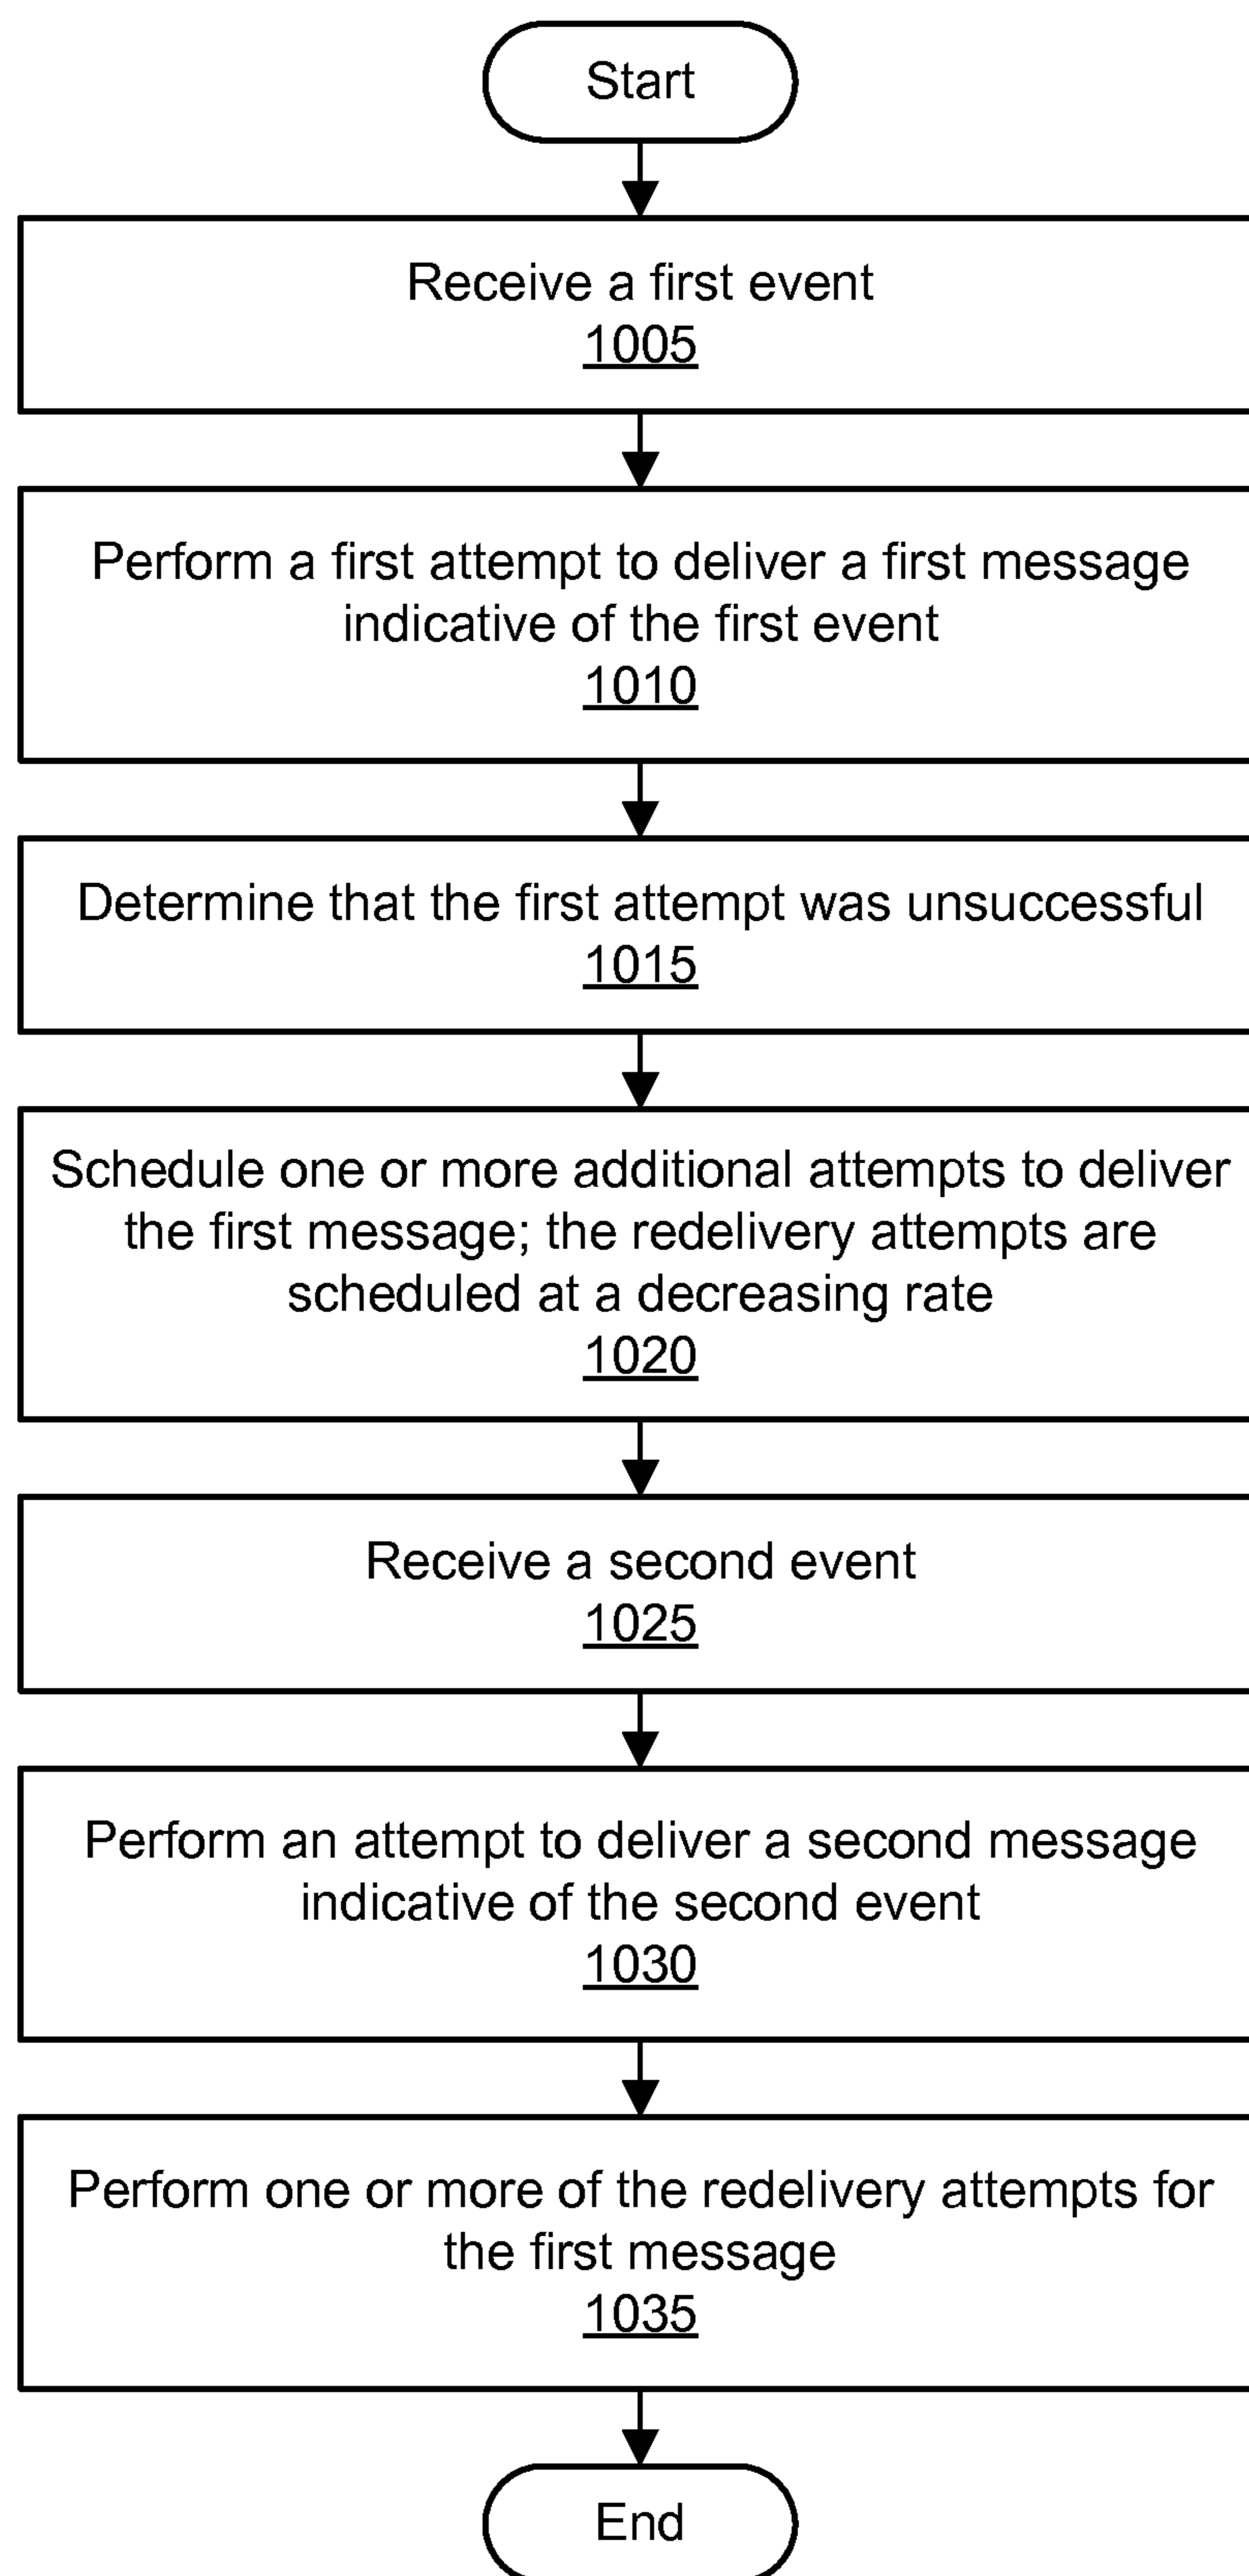 Start
Receive a first event
1005
Perform a first attempt to deliver a first message
indicative of the first event
1010
Determine that the first attempt was unsuccessful
1015
Schedule one or more additional attempts to deliver
the first message; the redelivery attempts are
scheduled at a decreasing rate
1020
Receive a second event
1025
Perform an attempt to deliver a second message
indicative of the second event
1030
Perform one or more of the redelivery attempts for
the first message
1035
End